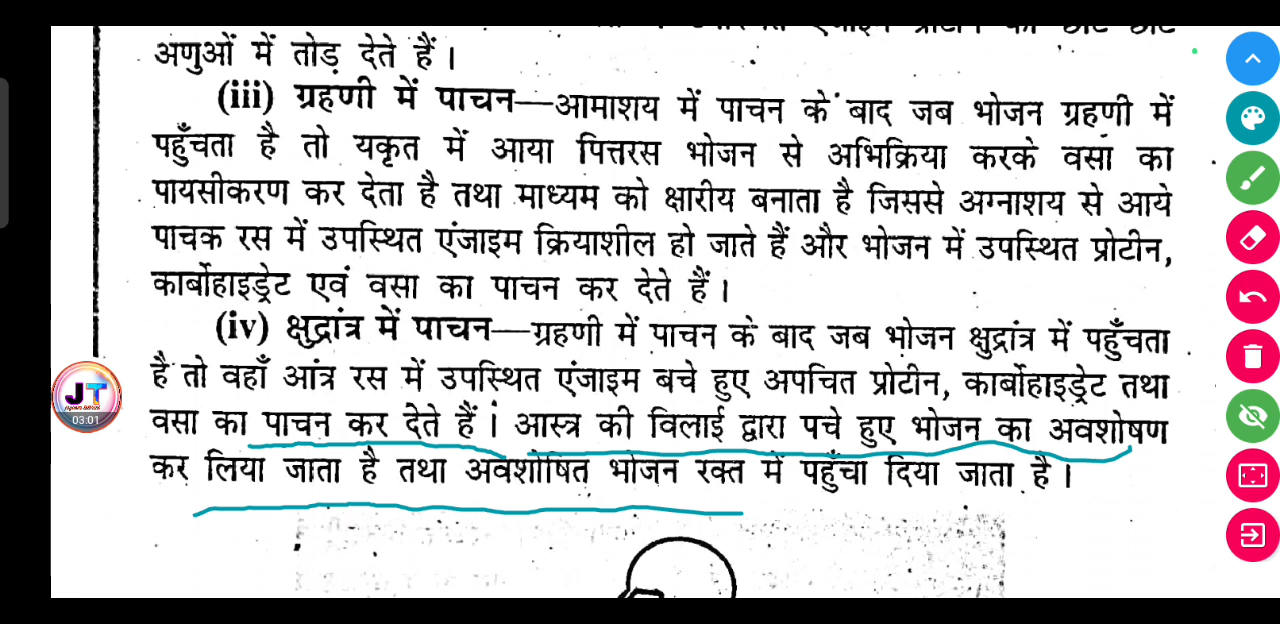 अणुओं में तोड़ देते हैं।
(iii) ग्रहणी में पाचन—आमाशय में पाचन के बाद जब भोजन ग्रहणी में
पहुँचता है तो यकृत में आया पित्तरस भोजन से अभिक्रिया करके वसा का
पायसीकरण कर देता है तथा माध्यम को क्षारीय बनाता है जिससे अग्नाशय से आये
पाचक रस में उपस्थित एंजाइम क्रियाशील हो जाते हैं और भोजन में उपस्थित प्रोटीन,
कार्बोहाइड्रेट एवं वसा का पाचन कर देते हैं।
(iv) क्षुद्रांत्र में पाचन—ग्रहणी में पाचन के बाद जब भोजन क्षुद्रांत्र में पहुँचता
है तो वहाँ आंत्र रस में उपस्थित एंजाइम बचे हुए अपचित प्रोटीन, कार्बोहाइड्रेट तथा
वसा का पाचन कर देते हैं। आस्त्र की विलाई द्वारा पचे हुए भोजन का अवशोषण
कर लिया जाता है तथा अवशोषित भोजन रक्त में पहुँचा दिया जाता है।
JT
03:01